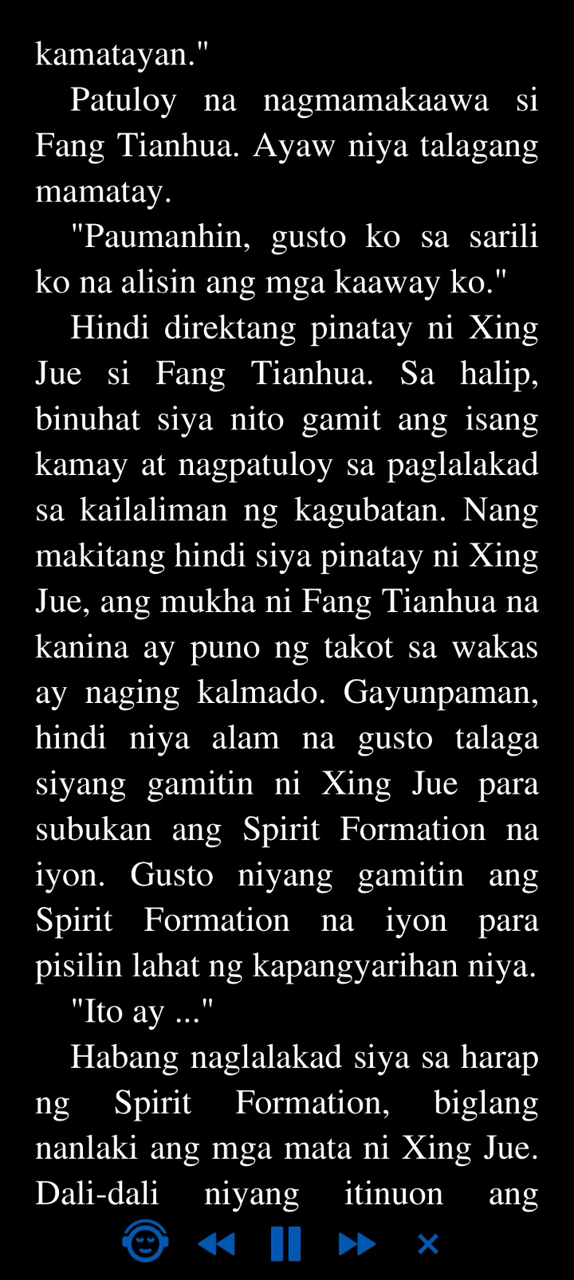 kamatayan."
Patuloy na nagmamakaawa si
Fang Tianhua. Ayaw niya talagang
mamatay.
"Paumanhin, gusto ko sa sarili
ko na alisin ang mga kaaway ko."
Hindi direktang pinatay ni Xing
Jue si Fang Tianhua. Sa halip,
binuhat siya nito gamit ang isang
kamay at nagpatuloy sa paglalakad
sa kailaliman ng kagubatan. Nang
makitang hindi siya pinatay ni Xing
Jue, ang mukha ni Fang Tianhua na
kanina ay puno ng takot sa wakas
ay naging kalmado. Gayunpaman,
hindi niya alam na gusto talaga
siyang gamitin ni Xing Jue para
subukan ang Spirit Formation na
iyon. Gusto niyang gamitin ang
Spirit Formation na iyon para
pisilin lahat ng kapangyarihan niya.
"Ito ay ..."
Habang naglalakad siya sa harap
ng Spirit Formation, biglang
nanlaki ang mga mata ni Xing Jue.
Dali-dali niyang itinuon ang